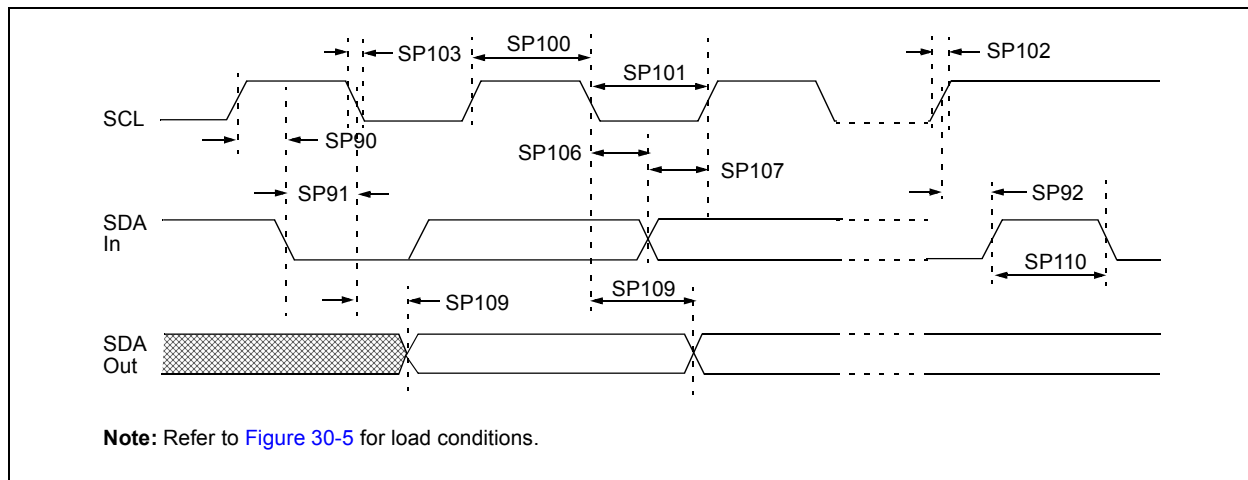 SP103
SP100
SP102
SP101
SCL
SP90
SP106
SP107
SP91
SP92
SDA
In
SP110
SP109
SP109
SDA
Out
Note: Refer to Figure 30-5 for load conditions.